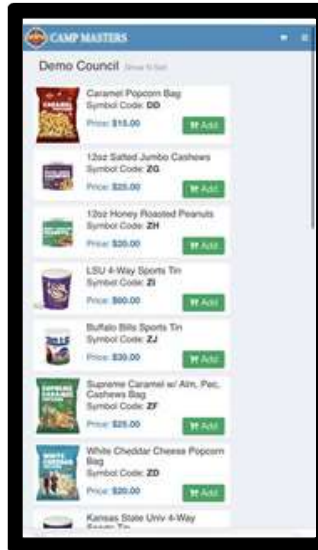 CAMP MASTERS
Demo Council
Caramel Popcorn Bag
Symbol Code: DD
Price: $15.00
Add
12oz Salted Jumbo Cashews
Symbol Code: ZG
Price: $25.00
Add
12oz Honey Roasted Peanuts
Symbol Code: ZH
Price: $20.00
Add
LSU 4-Way Sports Tin
Symbol Code: ZI
Price: $60.00
Add
Buffalo Bills Sports Tin
Symbol Code: ZJ
Price: $30.00
Add
Supreme Caramel w/ Alm, Pec,
Cashews Bag
Symbol Code: ZF
Price: $25.00
Add
White Cheddar Cheese Popcorn
Bag
Symbol Code: ZD
Price: $20.00
Add
Kansas State Univ 4-Way
Sports Tin